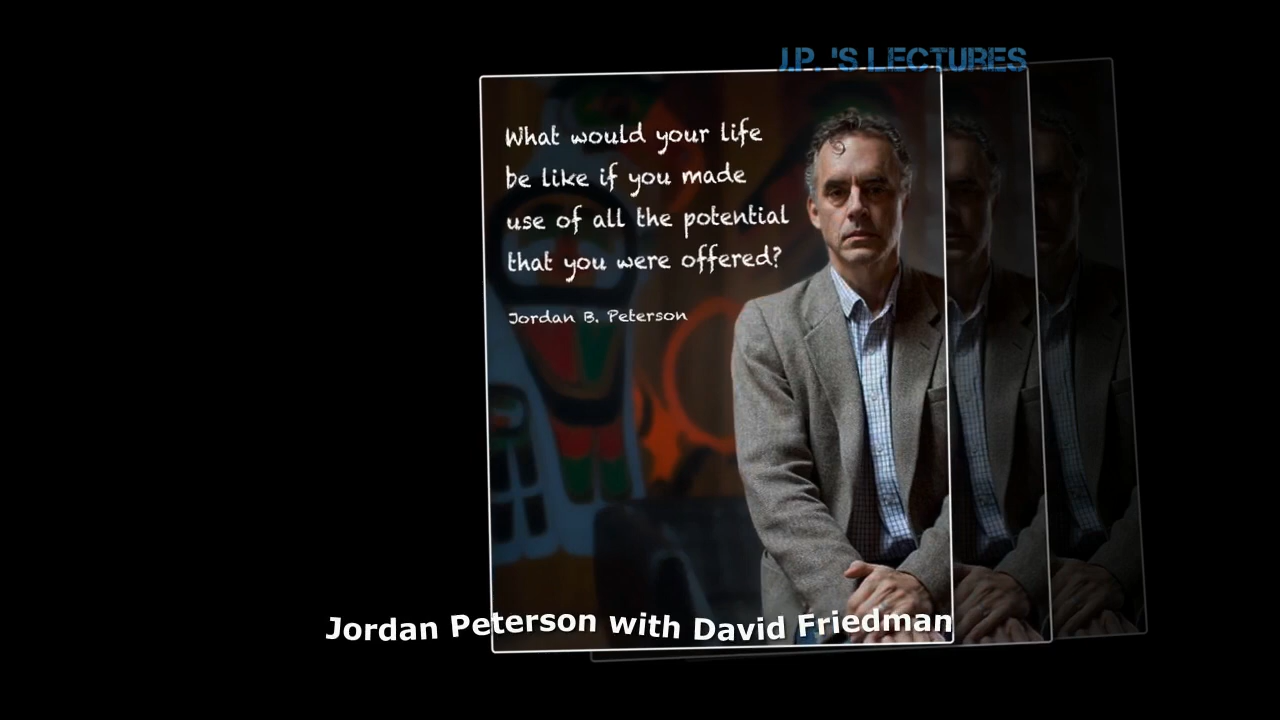 J.P. 'S LECTURES
What would your life
be like if you made
use of all the potential
that you were offered?
Jordan B. Peterson
Jordan Peterson with David Friedman